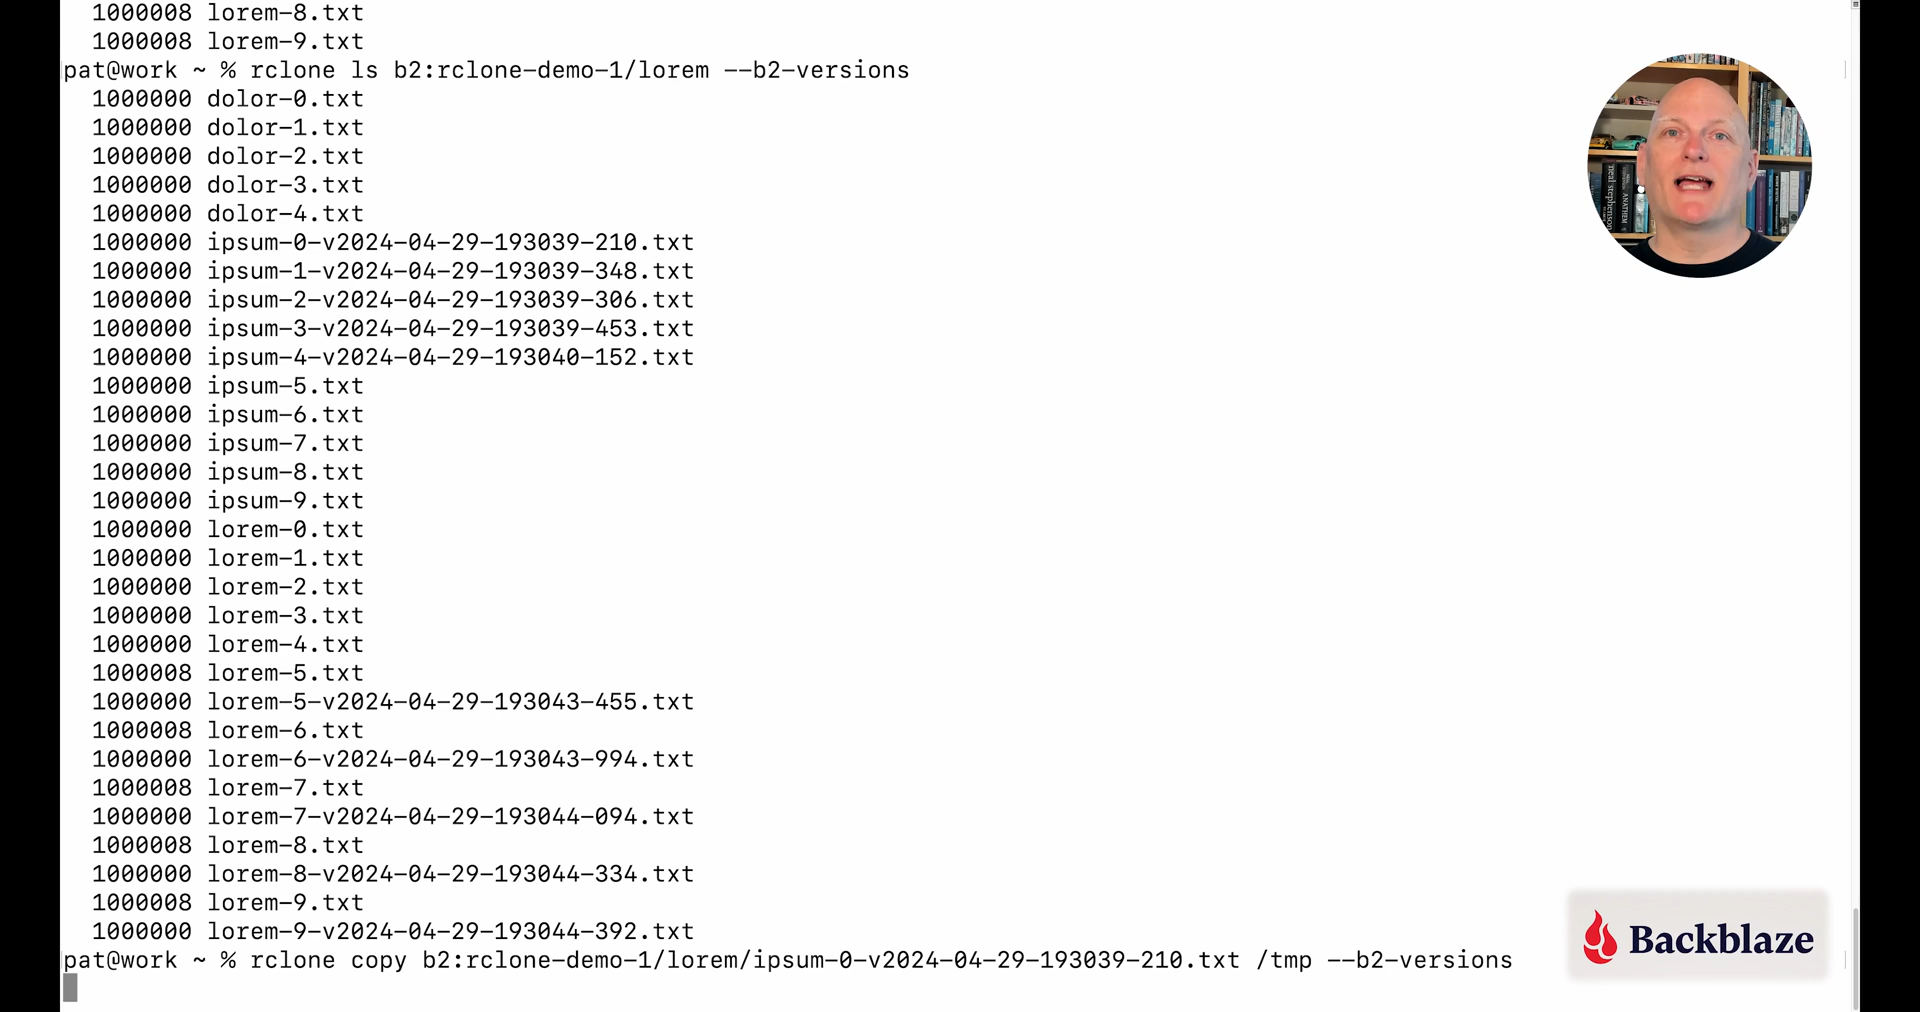 1000008 lorem-8.txt
1000008 lorem-9.txt
pat@work ~ % rclone ls b2:rclone-demo-1/lorem --b2-versions
1000000 dolor-0.txt
1000000 dolor-1.txt
1000000 dolor-2.txt
1000000 dolor-3.txt
1000000 dolor-4.txt
1000000 ipsum-0-v2024-04-29-193039-210.txt
1000000 ipsum-1-v2024-04-29-193039-348.txt
1000000 ipsum-2-v2024-04-29-193039-306.txt
1000000 ipsum-3-v2024-04-29-193039-453.txt
1000000 ipsum-4-v2024-04-29-193040-152.txt
1000000 ipsum-5.txt
1000000 ipsum-6.txt
1000000 ipsum-7.txt
1000000 ipsum-8.txt
1000000 ipsum-9.txt
1000000 lorem-0.txt
1000000 lorem-1.txt
1000000 lorem-2.txt
1000000 lorem-3.txt
1000000 lorem-4.txt
1000008 lorem-5.txt
1000000 lorem-5-v2024-04-29-193043-455.txt
1000008 lorem-6.txt
1000000 lorem-6-v2024-04-29-193043-994.txt
1000008 lorem-7.txt
1000000 lorem-7-v2024-04-29-193044-094.txt
1000008 lorem-8.txt
1000000 lorem-8-v2024-04-29-193044-334.txt
1000008 lorem-9.txt
1000000 lorem-9-v2024-04-29-193044-392.txt
pat@work ~ % rclone copy b2:rclone-demo-1/lorem/ipsum-0-v2024-04-29-193039-210.txt /tmp --b2-versions
neal stephenson
ANATHEM
Backblaze